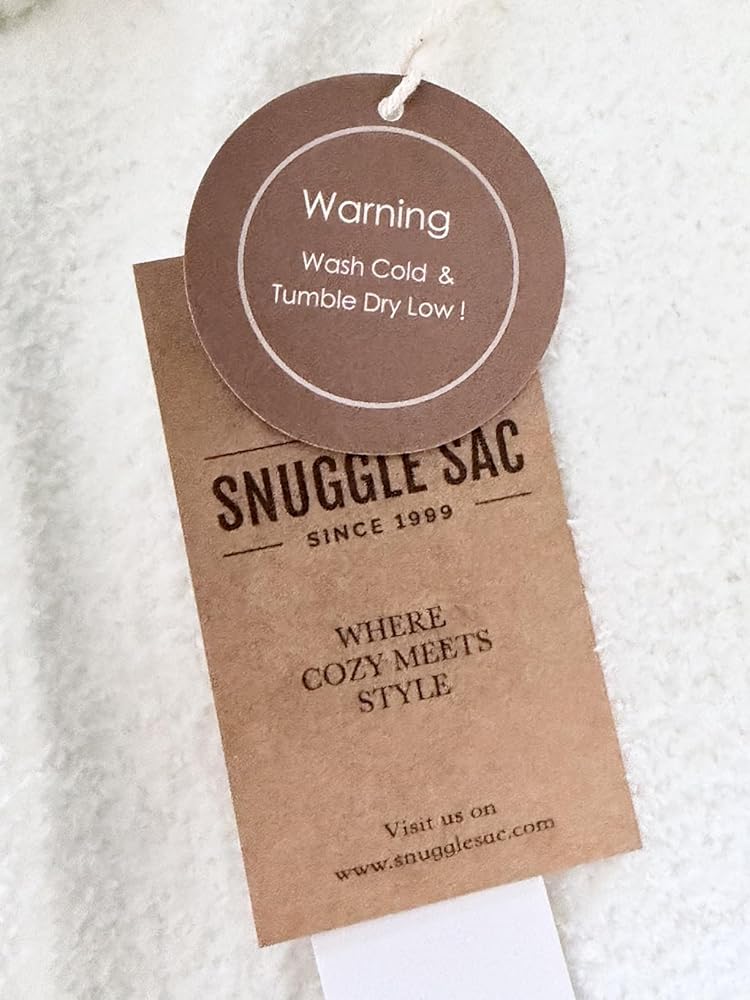 Warning
Wash Cold &
Tumble Dry Low !
SNUGGLE SAC
SINCE 1999
WHERE
COZY MEETS
STYLE
Visit us on
www.snugglesac.com